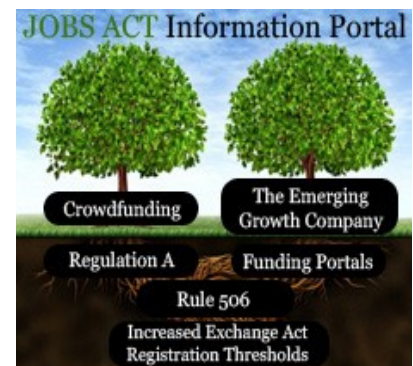 JOBS ACT Information Portal
Crowdfunding
The Emerging
Growth Company
Regulation A
Funding Portals
Rule 506
Increased Exchange Act
Registration Thresholds